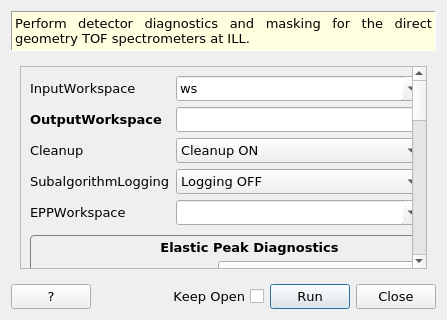 Perform detector diagnostics and masking for the direct
geometry TOF spectrometers at ILL.
InputWorkspace ws
OutputWorkspace
Cleanup Cleanup ON
SubalgorithmLogging Logging OFF
EPPWorkspace
Elastic Peak Diagnostics
? Keep Open Run Close